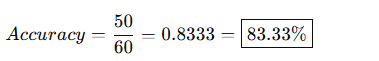 Accuracy = 50/60 = 0.8333 = 83.33%